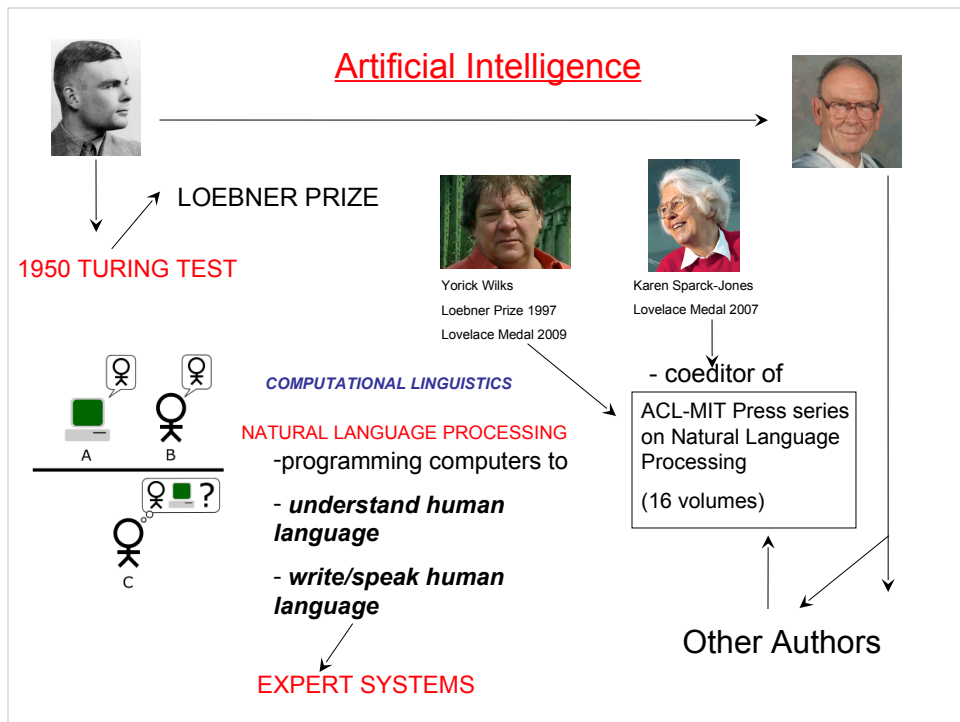 Artificial Intelligence
LOEBNER PRIZE
1950 TURING TEST
Yorick Wilks
Loebner Prize 1997
Lovelace Medal 2009
Karen Sparck-Jones
Lovelace Medal 2007
- coeditor of
ACL-MIT Press series
on Natural Language
Processing
(16 volumes)
A
B
?
C
COMPUTATIONAL LINGUISTICS
NATURAL LANGUAGE PROCESSING
-programming computers to
- understand human
language
- write/speak human
language
EXPERT SYSTEMS
Other Authors